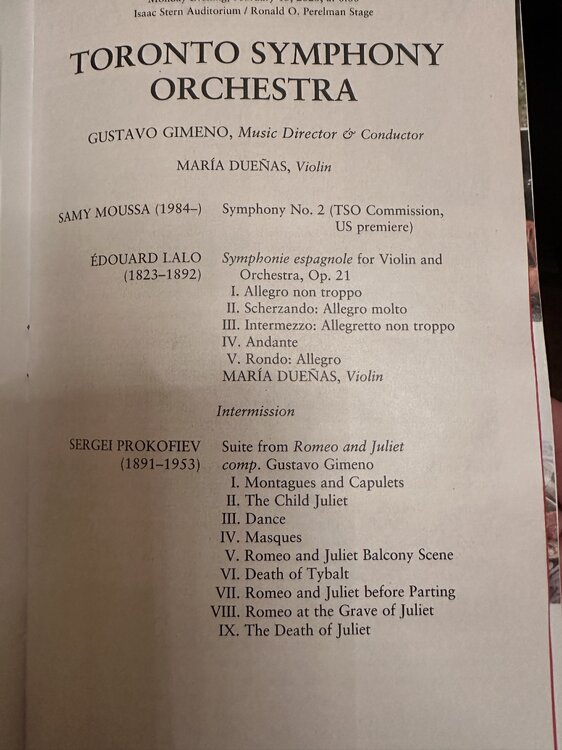 Isaac Stern Auditorium / Ronald O. Perelman Stage
TORONTO SYMPHONY
ORCHESTRA
GUSTAVO GIMENO, Music Director & Conductor
MARÍA DUEÑAS, Violin
SAMY MOUSSA (1984–) Symphony No. 2 (TSO Commission,
US premiere)
ÉDOUARD LALO Symphonie espagnole for Violin and
(1823–1892) Orchestra, Op. 21
I. Allegro non troppo
II. Scherzando: Allegro molto
III. Intermezzo: Allegretto non troppo
IV. Andante
V. Rondo: Allegro
MARÍA DUEÑAS, Violin
Intermission
SERGEI PROKOFIEV Suite from Romeo and Juliet
(1891–1953) comp. Gustavo Gimeno
I. Montagues and Capulets
II. The Child Juliet
III. Dance
IV. Masques
V. Romeo and Juliet Balcony Scene
VI. Death of Tybalt
VII. Romeo and Juliet before Parting
VIII. Romeo at the Grave of Juliet
IX. The Death of Juliet